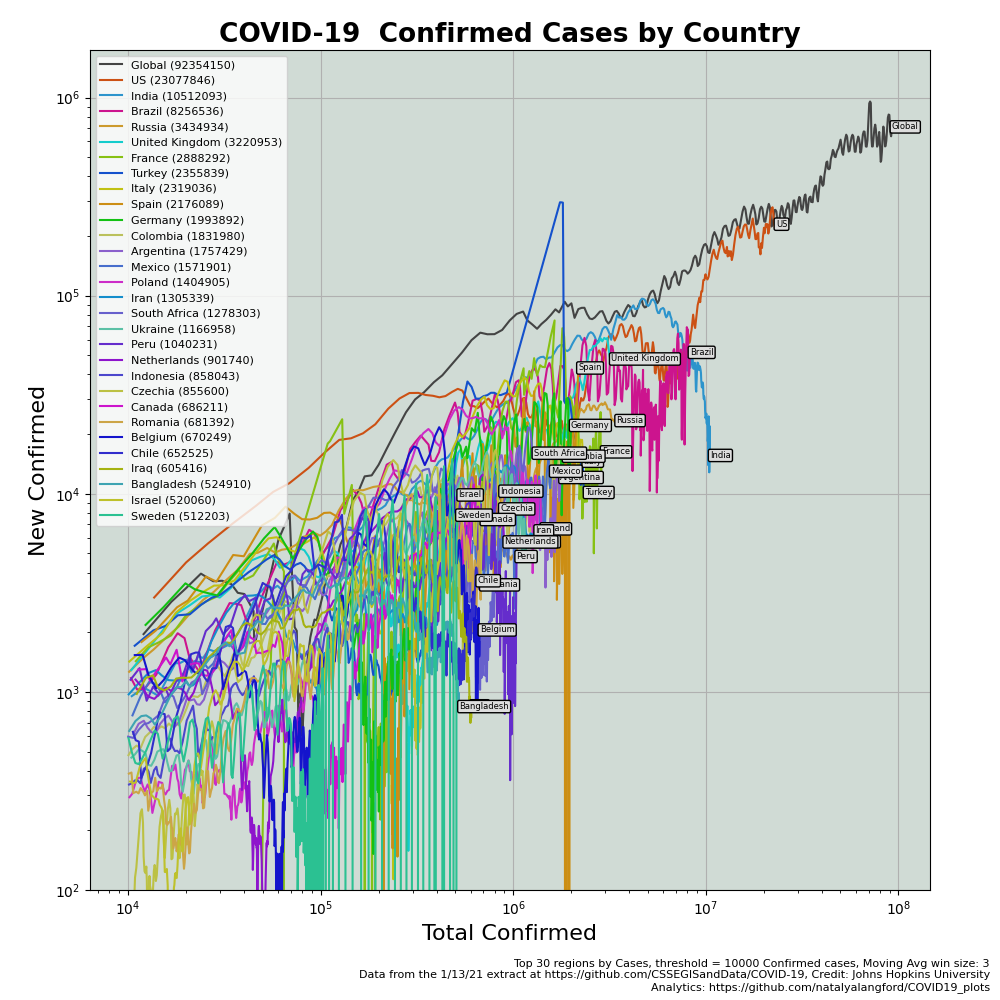 COVID-19  Confirmed Cases by Country
Global (92354150)
US (23077846)
India (10512093)
Brazil (8256536)
Russia (3434934)
United Kingdom (3220953)
France (2888292)
Turkey (2355839)
Italy (2319036)
Spain (2176089)
Germany (1993892)
Colombia (1831980)
Argentina (1757429)
Mexico (1571901)
Poland (1404905)
Iran (1305339)
South Africa (1278303)
Ukraine (1166958)
Peru (1040231)
Netherlands (901740)
Indonesia (858043)
Czechia (855600)
Canada (686211)
Romania (681392)
Belgium (670249)
Chile (652525)
Iraq (605416)
Bangladesh (524910)
Israel (520060)
Sweden (512203)
Global
US
Brazil
United Kingdom
Spain
Russia
Germany
France
South Africa
India
Mexico
Turkey
Israel
Indonesia
Czechia
Sweden
Iran
Netherlands
Peru
Chile
Belgium
Bangladesh
New Confirmed
10^6
10^5
10^4
10^3
10^2
10^4
10^5
10^6
10^7
10^8
Total Confirmed
Top 30 regions by Cases, threshold = 10000 Confirmed cases, Moving Avg win size: 3
Data from the 1/13/21 extract at https://github.com/CSSEGISandData/COVID-19, Credit: Johns Hopkins University
Analytics: https://github.com/natalyalangford/COVID19_plots